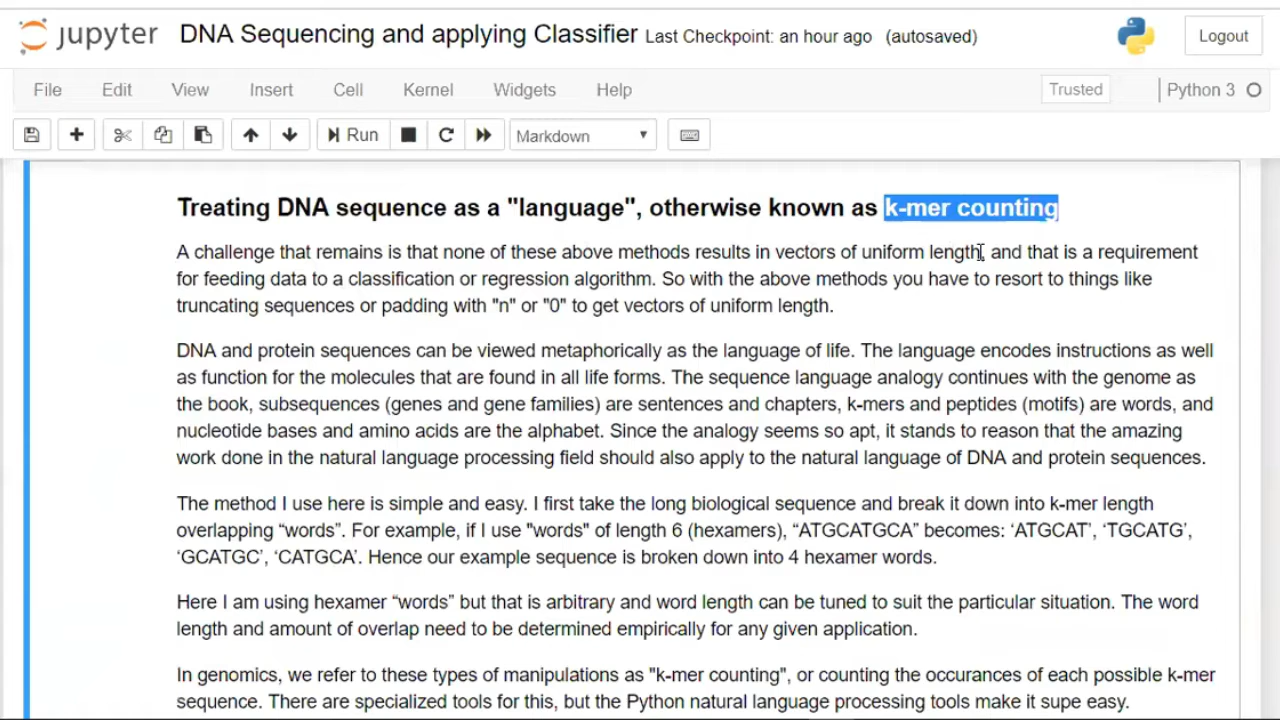 jupyter DNA Sequencing and applying Classifier Last Checkpoint: an hour ago (autosaved) Logout
File Edit View Insert Cell Kernel Widgets Help Trusted Python 3
Run Markdown
Treating DNA sequence as a "language", otherwise known as k-mer counting
A challenge that remains is that none of these above methods results in vectors of uniform length, and that is a requirement
for feeding data to a classification or regression algorithm. So with the above methods you have to resort to things like
truncating sequences or padding with "n" or "0" to get vectors of uniform length.
DNA and protein sequences can be viewed metaphorically as the language of life. The language encodes instructions as well
as function for the molecules that are found in all life forms. The sequence language analogy continues with the genome as
the book, subsequences (genes and gene families) are sentences and chapters, k-mers and peptides (motifs) are words, and
nucleotide bases and amino acids are the alphabet. Since the analogy seems so apt, it stands to reason that the amazing
work done in the natural language processing field should also apply to the natural language of DNA and protein sequences.
The method I use here is simple and easy. I first take the long biological sequence and break it down into k-mer length
overlapping “words”. For example, if I use "words" of length 6 (hexamers), “ATGCATGCA” becomes: ‘ATGCAT’, ‘TGCATG’,
‘GCATGC’, ‘CATGCA’. Hence our example sequence is broken down into 4 hexamer words.
Here I am using hexamer “words” but that is arbitrary and word length can be tuned to suit the particular situation. The word
length and amount of overlap need to be determined empirically for any given application.
In genomics, we refer to these types of manipulations as "k-mer counting", or counting the occurances of each possible k-mer
sequence. There are specialized tools for this, but the Python natural language processing tools make it supe easy.